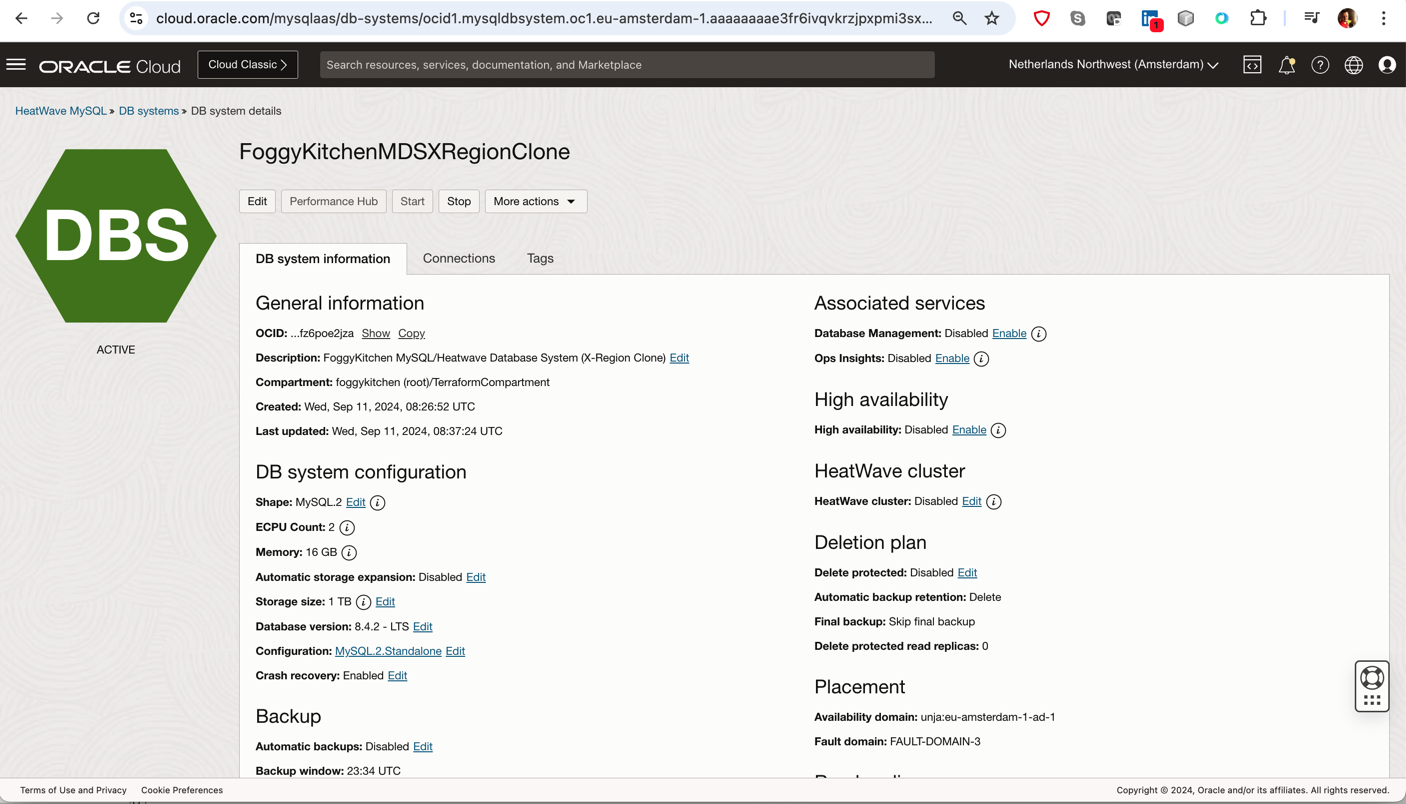 cloud.oracle.com/mysqlaas/db-systems/ocid1.mysqldbsystem.oc1.eu-amsterdam-1.aaaaaaaae3fr6ivqvkrzjpxpmi3sx...
1
ORACLE Cloud
Cloud Classic
Search resources, services, documentation, and Marketplace
Netherlands Northwest (Amsterdam)
HeatWave MySQL » DB systems » DB system details
DBS
ACTIVE
FoggyKitchenMDSXRegionClone
Edit Performance Hub Start Stop More actions
DB system information Connections Tags
General information
OCID: ...fz6poe2jza Show Copy
Description: FoggyKitchen MySQL/Heatwave Database System (X-Region Clone) Edit
Compartment: foggykitchen (root)/TerraformCompartment
Created: Wed, Sep 11, 2024, 08:26:52 UTC
Last updated: Wed, Sep 11, 2024, 08:37:24 UTC
DB system configuration
Shape: MySQL.2 Edit
ECPU Count: 2
Memory: 16 GB
Automatic storage expansion: Disabled Edit
Storage size: 1 TB Edit
Database version: 8.4.2 - LTS Edit
Configuration: MySQL.2.Standalone Edit
Crash recovery: Enabled Edit
Backup
Automatic backups: Disabled Edit
Backup window: 23:34 UTC
Associated services
Database Management: Disabled Enable
Ops Insights: Disabled Enable
High availability
High availability: Disabled Enable
HeatWave cluster
HeatWave cluster: Disabled Edit
Deletion plan
Delete protected: Disabled Edit
Automatic backup retention: Delete
Final backup: Skip final backup
Delete protected read replicas: 0
Placement
Availability domain: unja:eu-amsterdam-1-ad-1
Fault domain: FAULT-DOMAIN-3
Terms of Use and Privacy Cookie Preferences
Copyright © 2024, Oracle and/or its affiliates. All rights reserved.